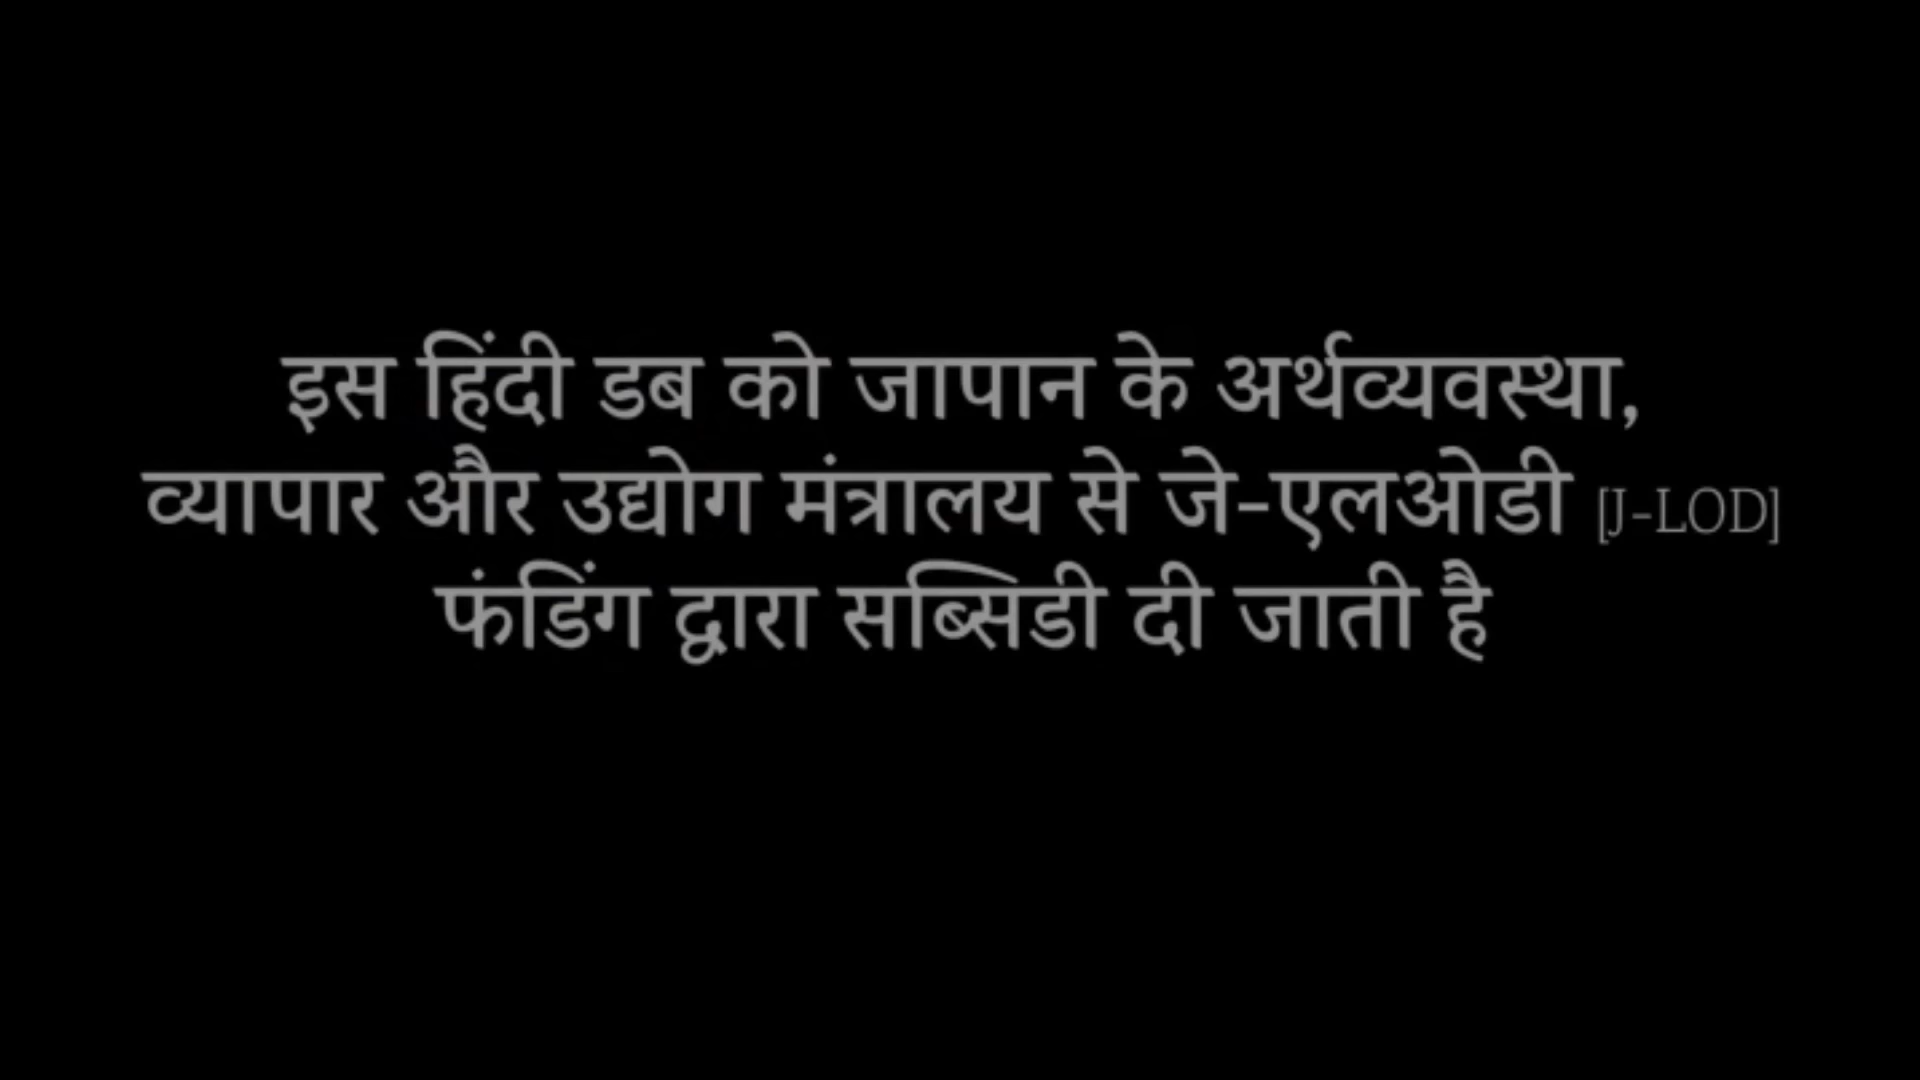 इस हिंदी डब को जापान के अर्थव्यवस्था,
व्यापार और उद्योग मंत्रालय से जे-एलओडी [J-LOD]
फंडिंग द्वारा सब्सिडी दी जाती है